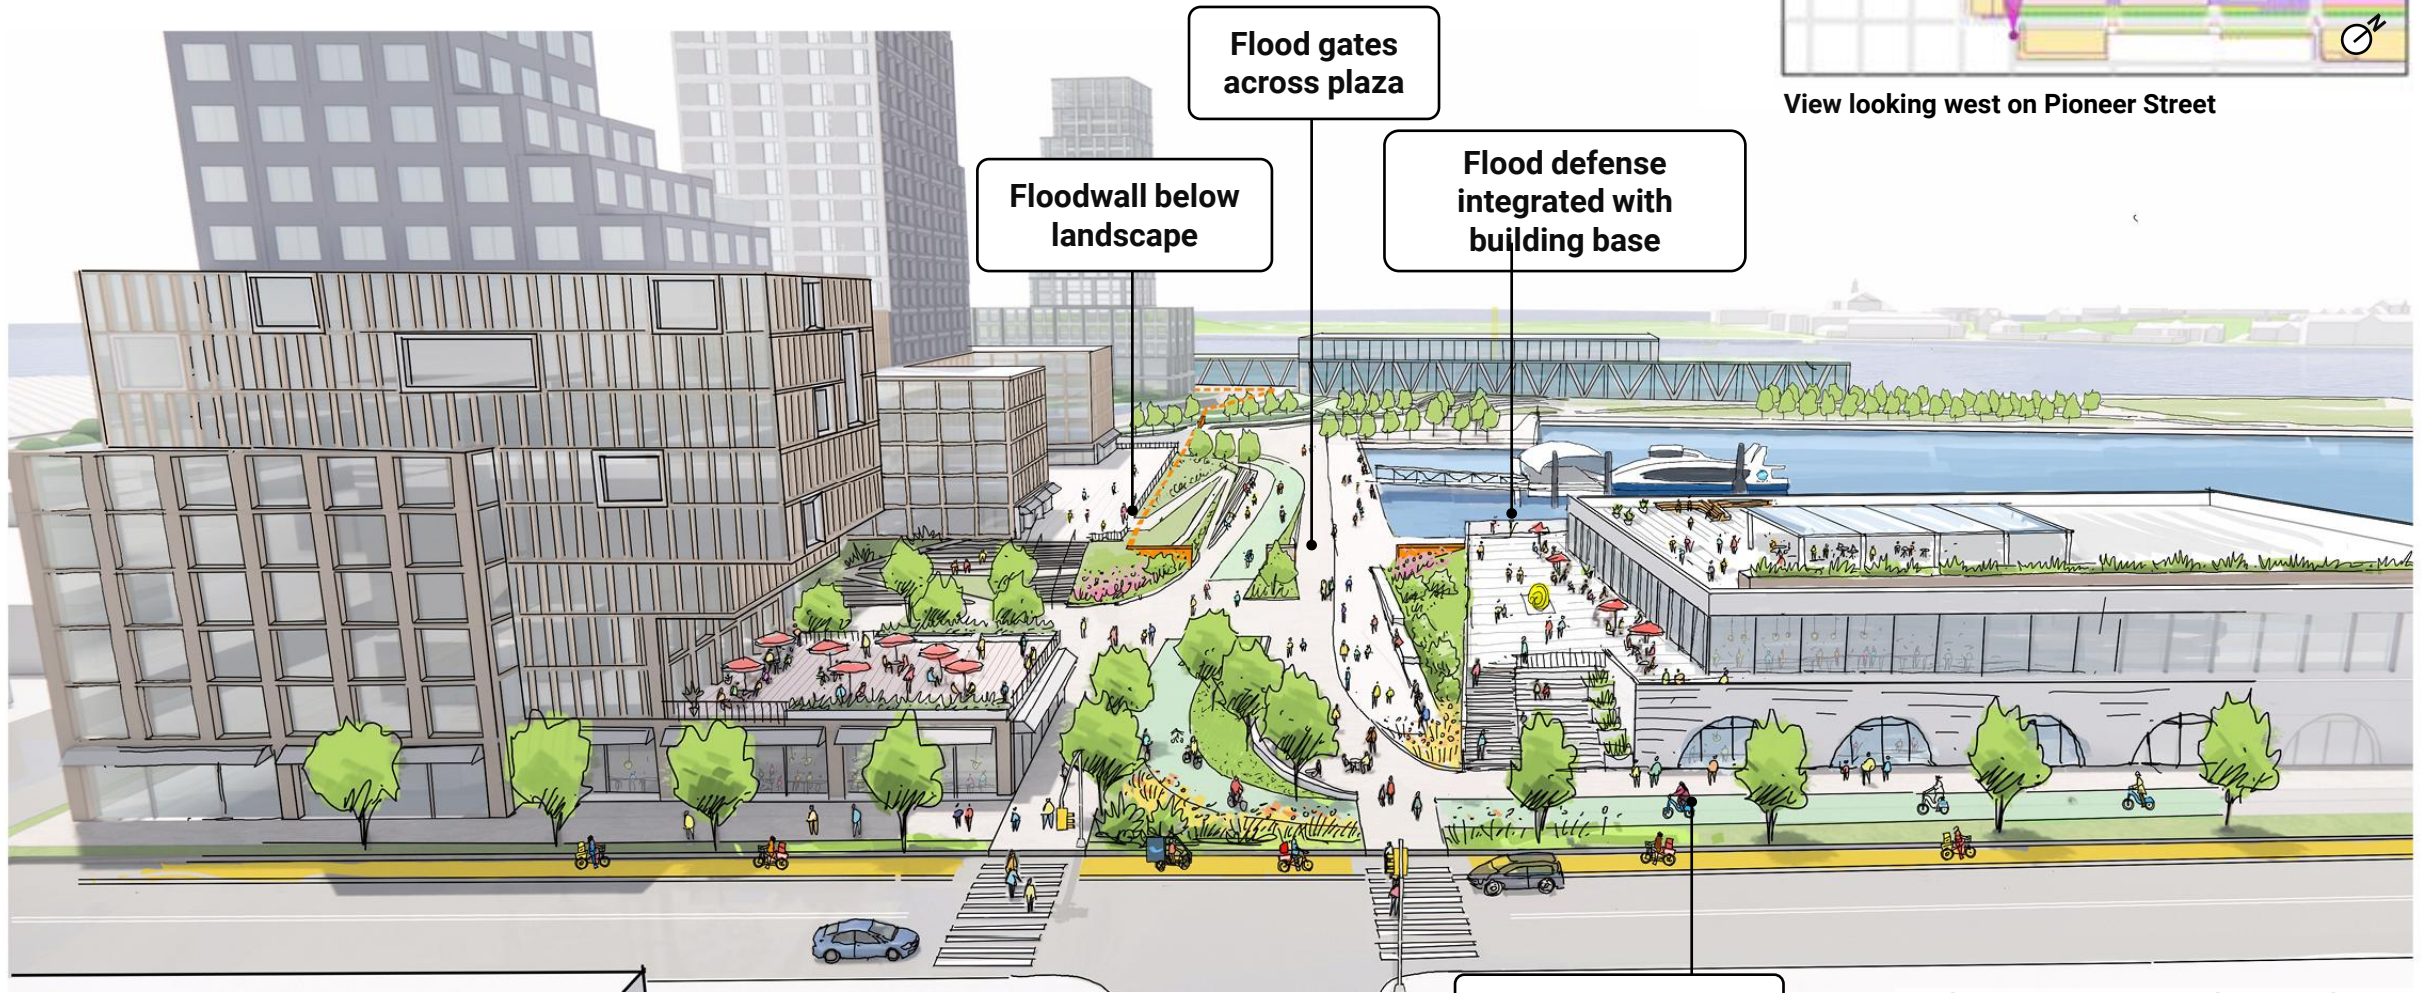 Flood gates
across plaza
N
View looking west on Pioneer Street
Floodwall below
landscape
Flood defense
integrated with
building base